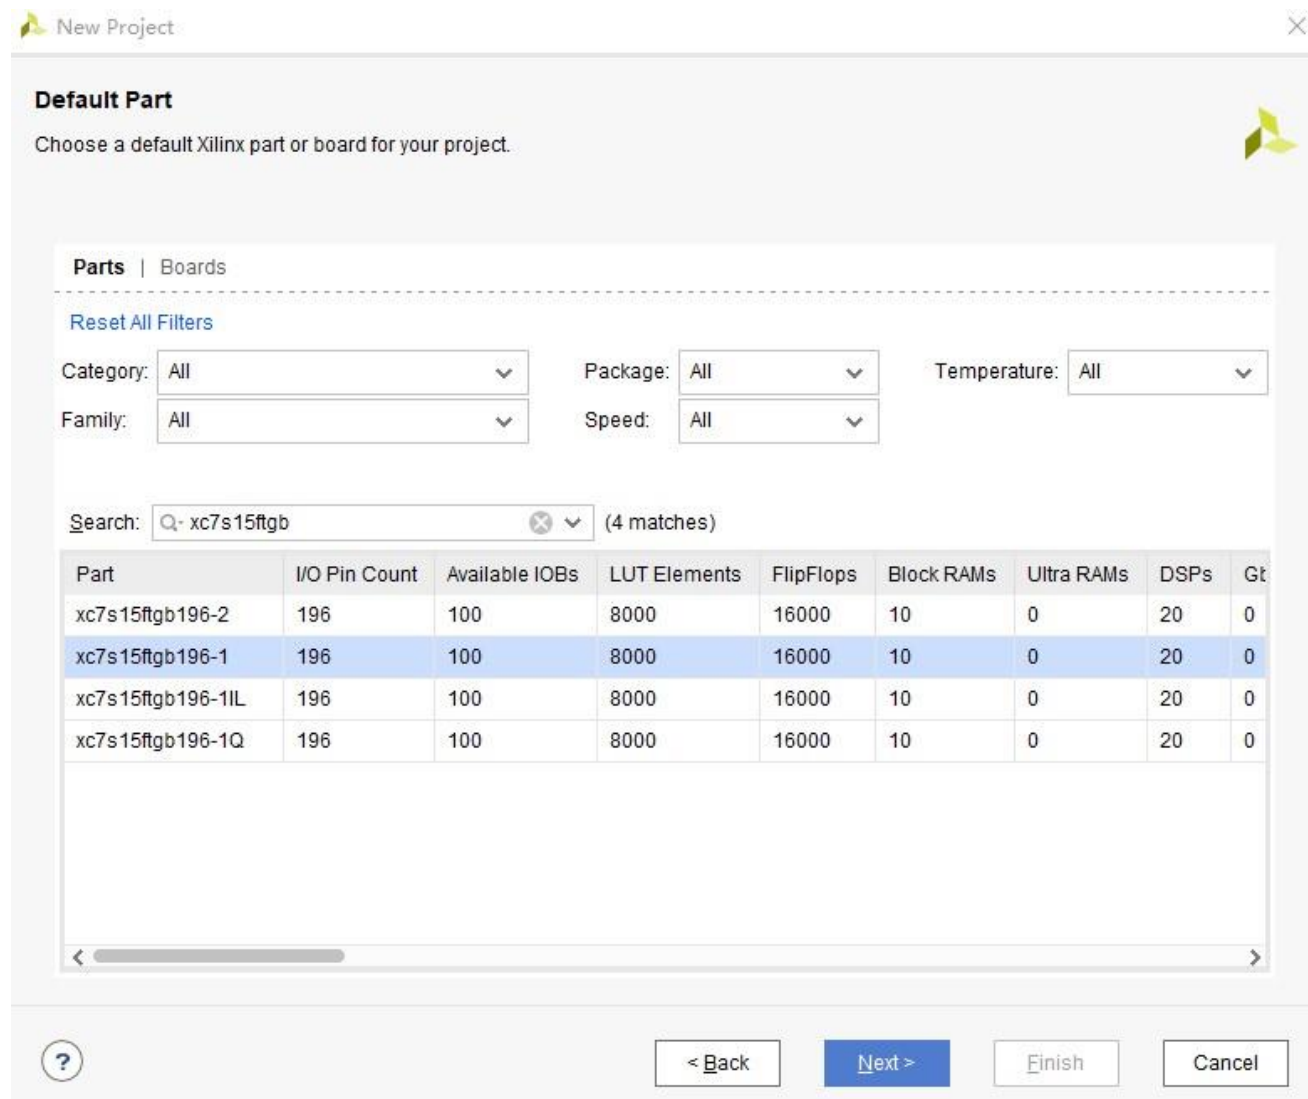 New Project
Default Part
Choose a default Xilinx part or board for your project.
Parts | Boards
Reset All Filters
Category: All Package: All Temperature: All
Family: All Speed: All
Search: xc7s15ftgb (4 matches)
Part I/O Pin Count Available IOBs LUT Elements FlipFlops Block RAMs Ultra RAMs DSPs Gb
xc7s15ftgb196-2 196 100 8000 16000 10 0 20 0
xc7s15ftgb196-1 196 100 8000 16000 10 0 20 0
xc7s15ftgb196-1IL 196 100 8000 16000 10 0 20 0
xc7s15ftgb196-1Q 196 100 8000 16000 10 0 20 0
? < Back Next > Finish Cancel